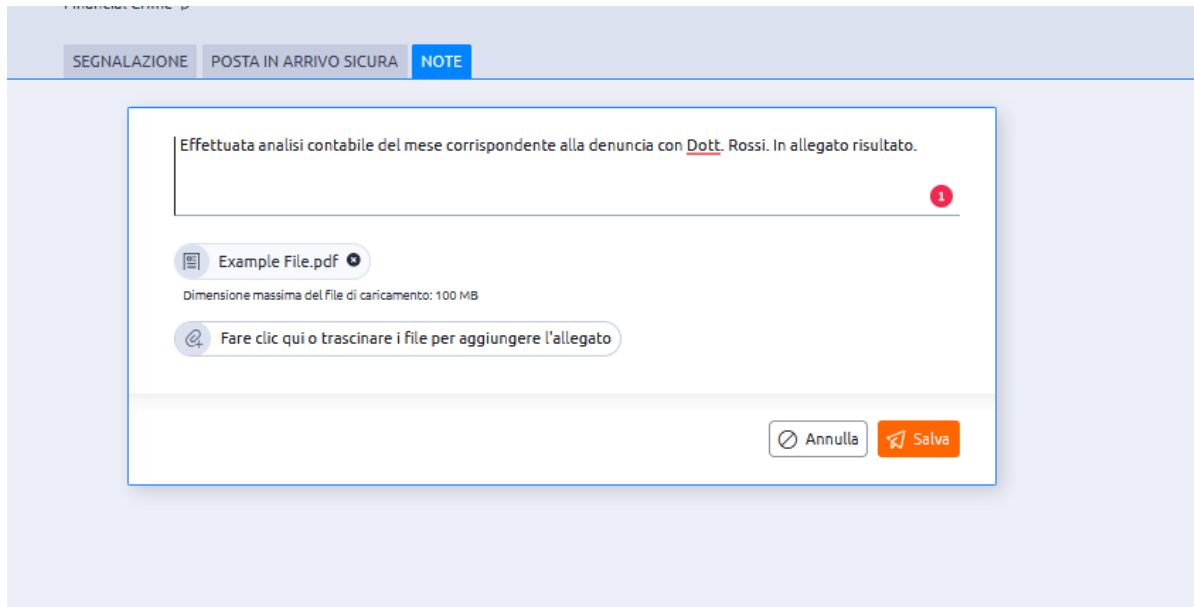 Financial Crime
SEGNALAZIONE POSTA IN ARRIVO SICURA NOTE
Effettuata analisi contabile del mese corrispondente alla denuncia con Dott. Rossi. In allegato risultato.
1
Example File.pdf
Dimensione massima del file di caricamento: 100 MB
Fare clic qui o trascinare i file per aggiungere l'allegato
Annulla Salva